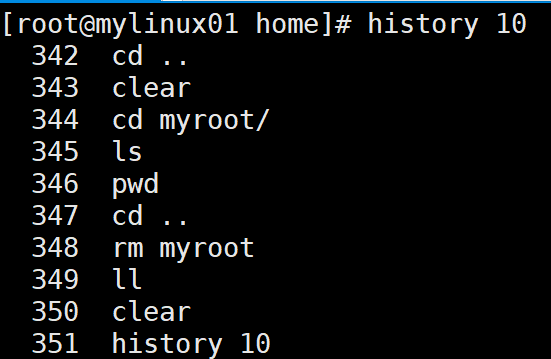 [root@mylinux01 home]# history 10
342 cd ..
343 clear
344 cd myroot/
345 ls
346 pwd
347 cd ..
348 rm myroot
349 ll
350 clear
351 history 10